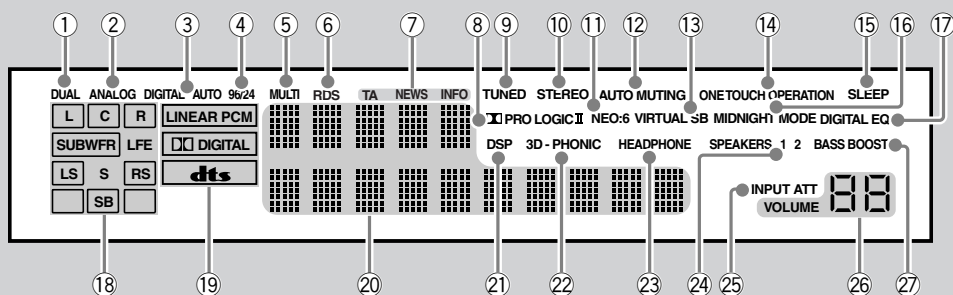 1 2 3 4 5 6 7 8 9 10 11 12 13 14 16 15 17
DUAL ANALOG DIGITAL AUTO 96/24 MULTI RDS TA NEWS INFO TUNED STEREO AUTO MUTING ONE TOUCH OPERATION SLEEP
L C R LINEAR PCM PRO LOGIC II NEO:6 VIRTUAL SB MIDNIGHT MODE DIGITAL EQ
SUBWFR LFE DIGITAL DSP 3D-PHONIC HEADPHONE SPEAKERS 1 2 BASS BOOST
LS S RS dts
INPUT ATT
SB VOLUME 88
18 19 20 21 22 23 24 25 26 27